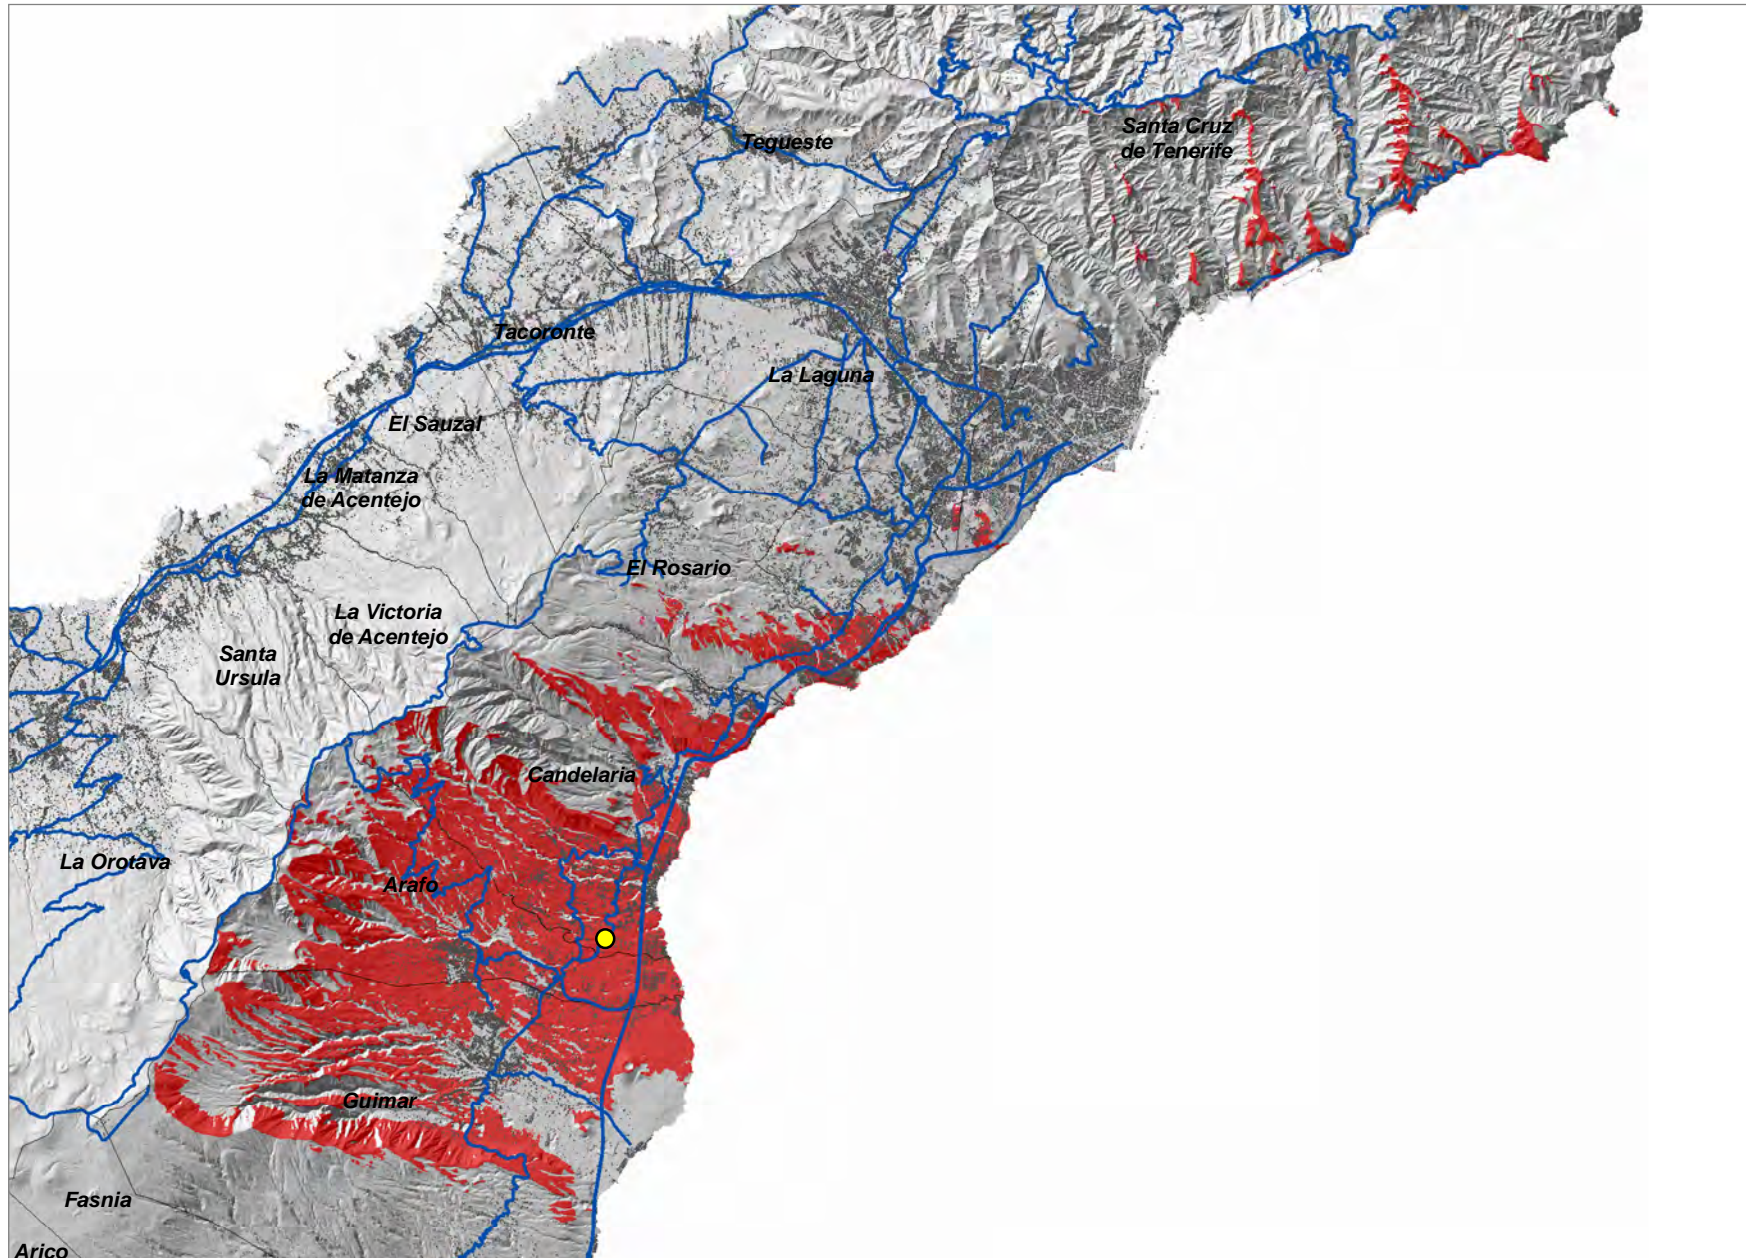 Santa Cruz
de Tenerife
Tegueste
Tacoronte
La Laguna
El Sauzal
La Matanza
de Acentejo
El Rosario
La Victoria
de Acentejo
Santa
Ursula
Candelaria
La Orotava
Arafo
Guimar
Fasnia
Arico